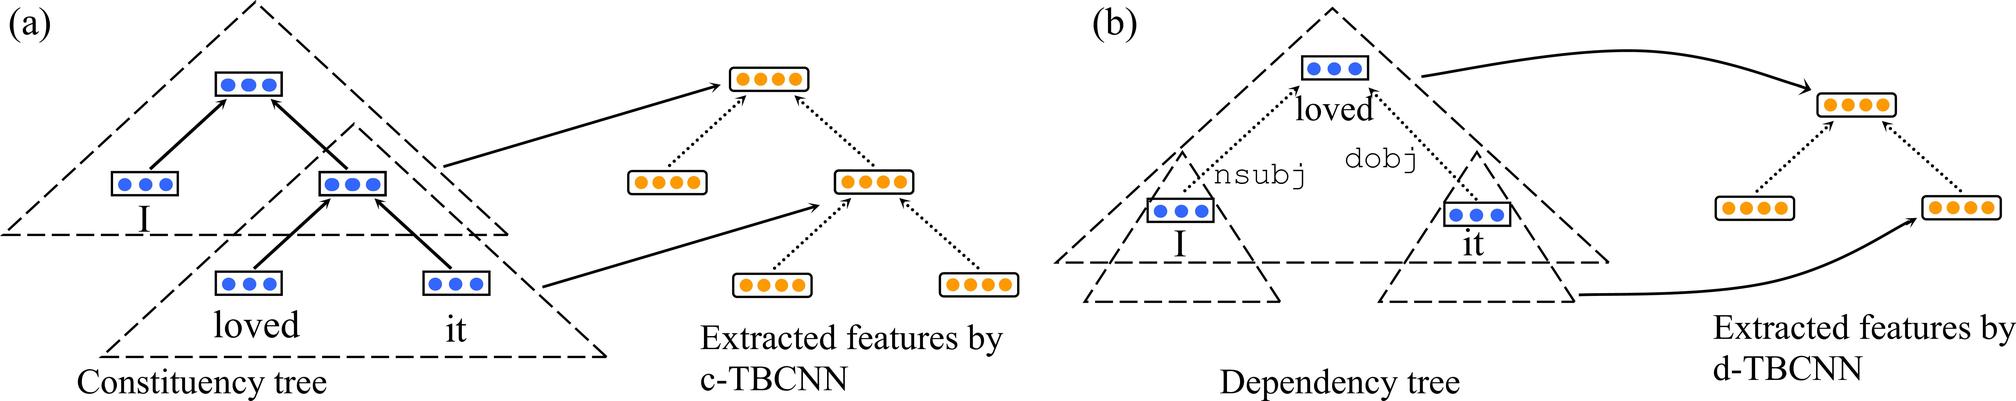 (a)
I
loved
it
Constituency tree
Extracted features by
c-TBCNN
(b)
loved
nsubj
dobj
I
it
Dependency tree
Extracted features by
d-TBCNN